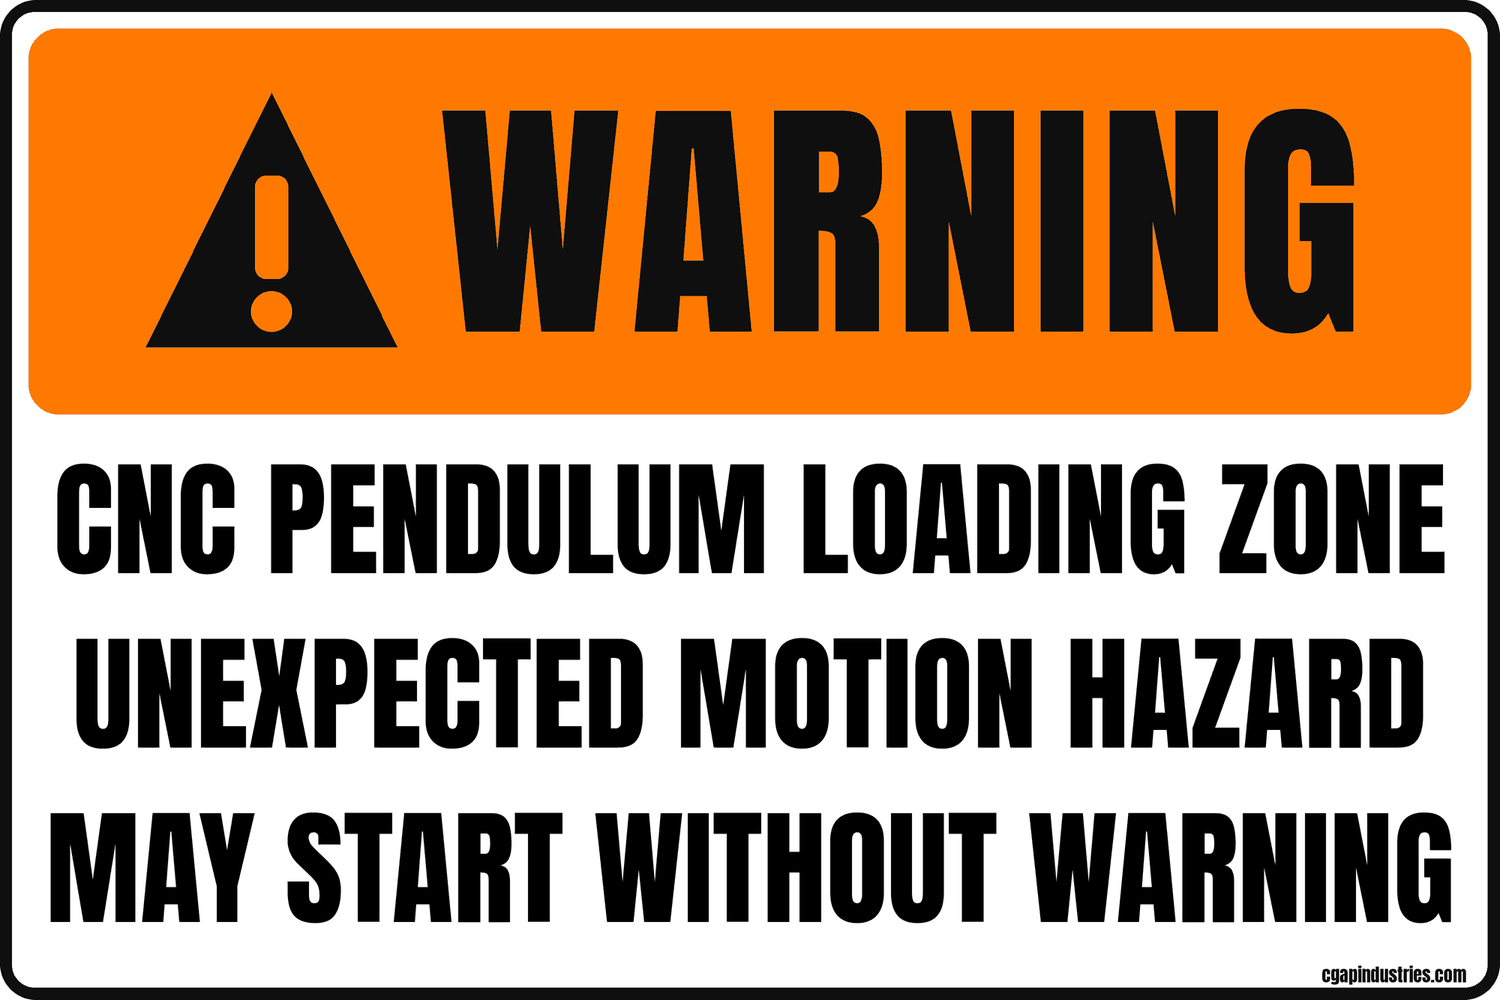 WARNING
CNC PENDULUM LOADING ZONE
UNEXPECTED MOTION HAZARD
MAY START WITHOUT WARNING
cgapindustries.com